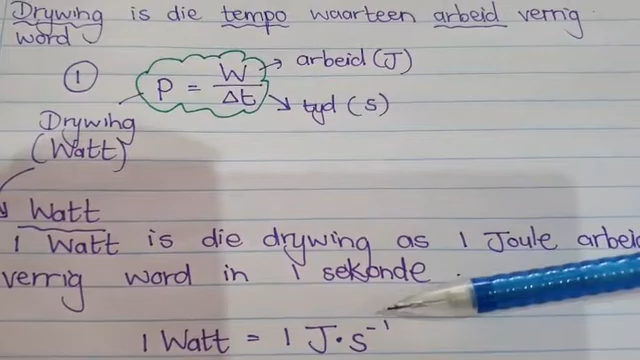 Drywing is die tempo waarteen arbeid verrig
word
1 P = W/Δt → arbeid (J)
→ tyd (s)
Drywing
(Watt)
Watt
1 Watt is die drywing as 1 Joule arbeid
verrig word in 1 sekonde.
1 Watt = 1 J·s⁻¹